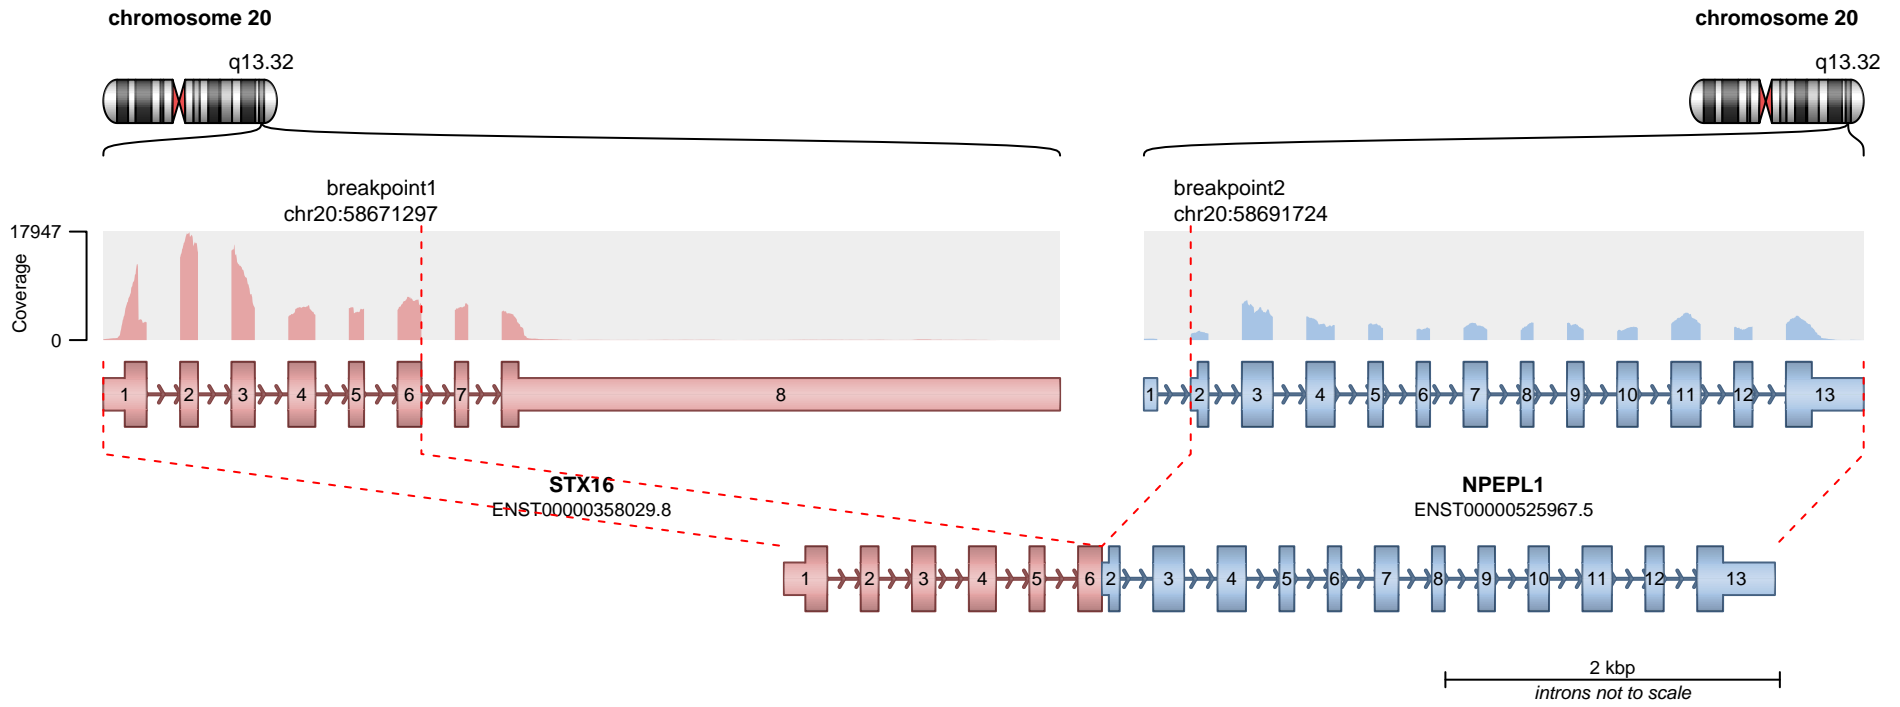 chromosome 20
chromosome 20
q13.32
q13.32
breakpoint1
chr20:58671297
breakpoint2
chr20:58691724
17947
Coverage
0
1 2 3 4 5 6 7 8
1 2 3 4 5 6 7 8 9 10 11 12 13
STX16
ENST00000358029.8
NPEPL1
ENST00000525967.5
1 2 3 4 5 6 2 3 4 5 6 7 8 9 10 11 12 13
2 kbp
introns not to scale